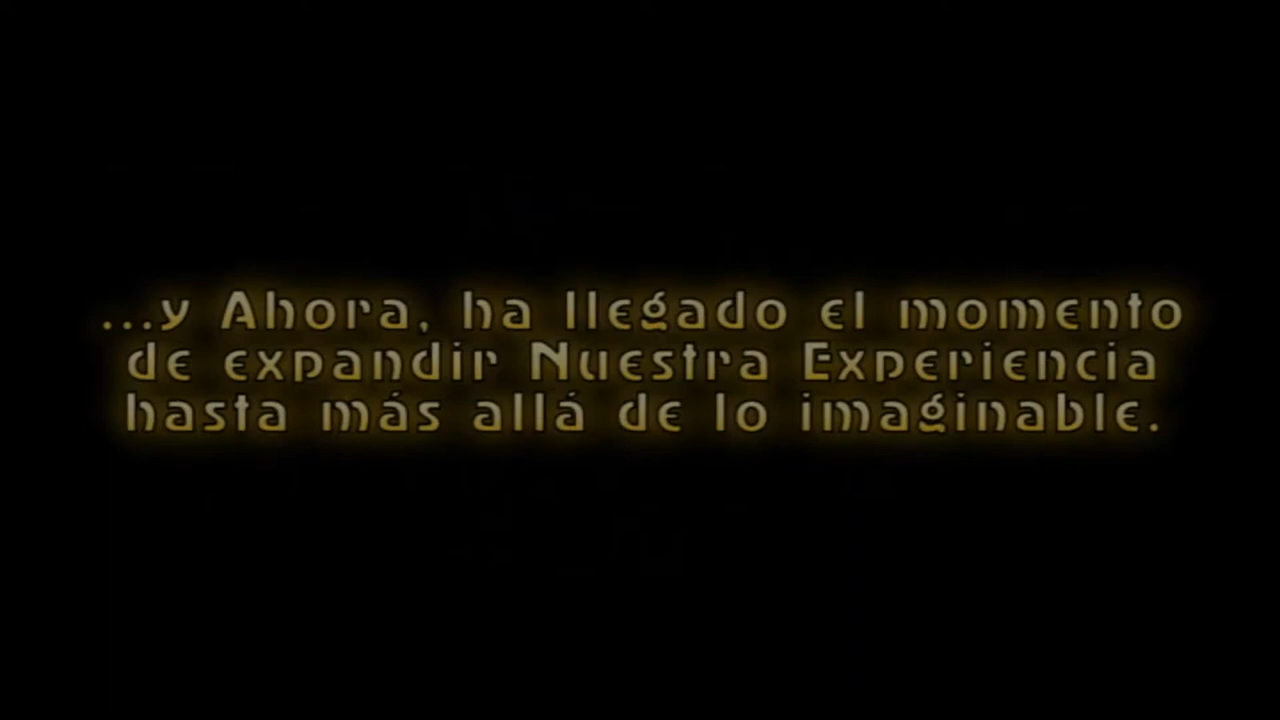 ...y Ahora, ha llegado el momento
de expandir Nuestra Experiencia
hasta más allá de lo imaginable.